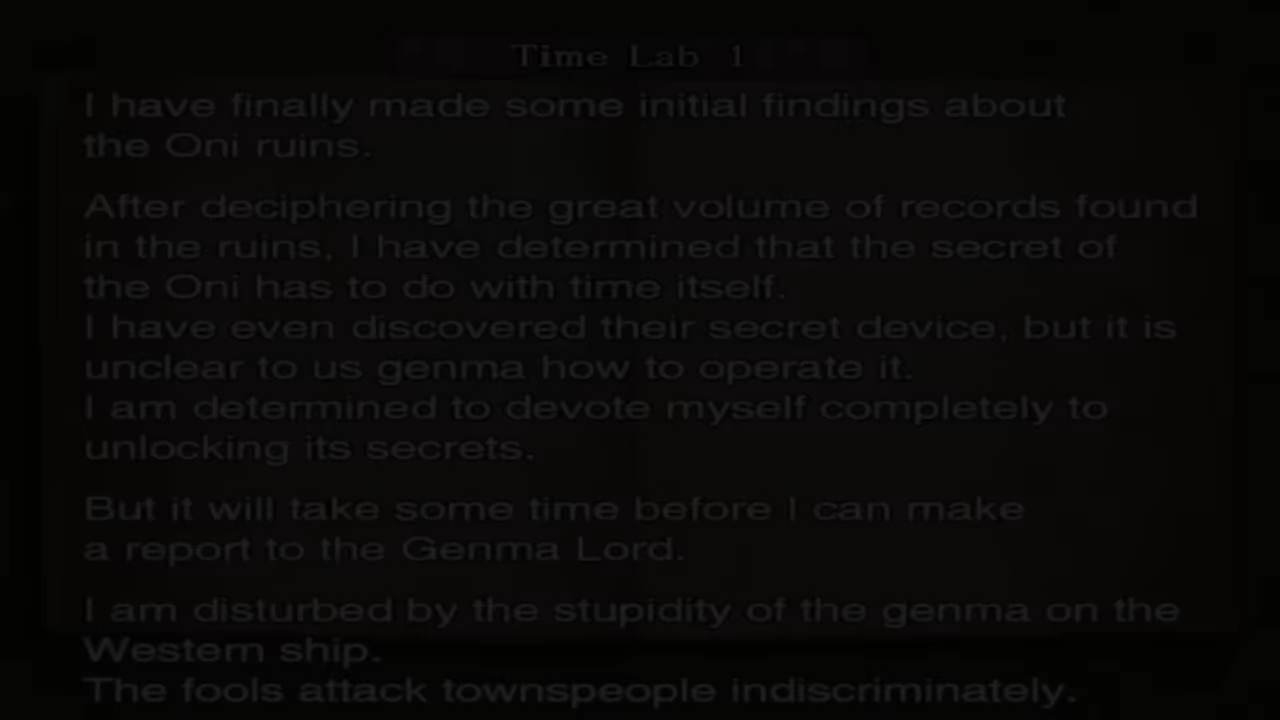 Time Lab 1
I have finally made some initial findings about
the Oni ruins.
After deciphering the great volume of records found
in the ruins, I have determined that the secret of
the Oni has to do with time itself.
I have even discovered their secret device, but it is
unclear to us genma how to operate it.
I am determined to devote myself completely to
unlocking its secrets.
But it will take some time before I can make
a report to the Genma Lord.
I am disturbed by the stupidity of the genma on the
Western ship.
The fools attack townspeople indiscriminately.